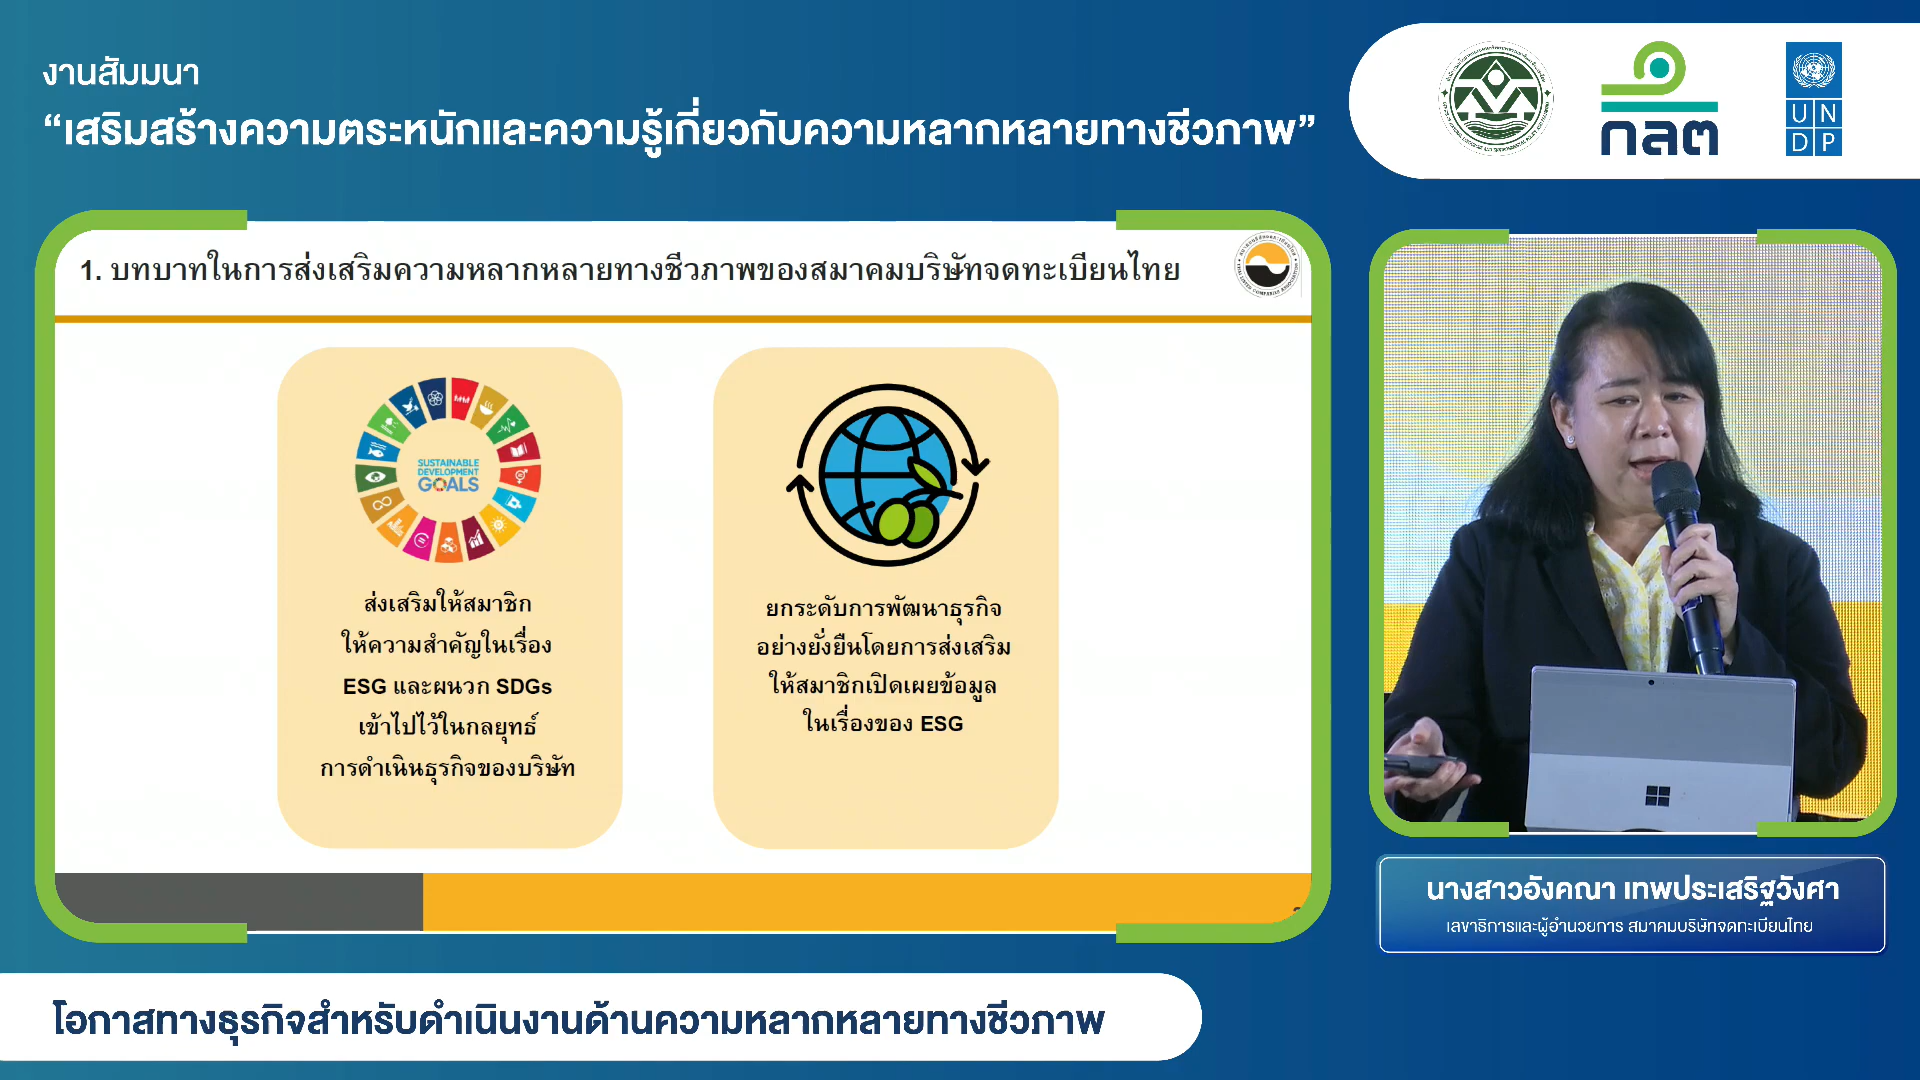 งานสัมมนา
“เสริมสร้างความตระหนักและความรู้เกี่ยวกับความหลากหลายทางชีวภาพ”
กลต
UN
DP
1. บทบาทในการส่งเสริมความหลากหลายทางชีวภาพของสมาคมบริษัทจดทะเบียนไทย
SUSTAINABLE
DEVELOPMENT
GOALS
ส่งเสริมให้สมาชิก
ให้ความสำคัญในเรื่อง
ESG และผนวก SDGs
เข้าไปไว้ในกลยุทธ์
การดำเนินธุรกิจของบริษัท
ยกระดับการพัฒนาธุรกิจ
อย่างยั่งยืนโดยการส่งเสริม
ให้สมาชิกเปิดเผยข้อมูล
ในเรื่องของ ESG
นางสาวอังคณา เทพประเสริฐวังศา
เลขาธิการและผู้อำนวยการ สมาคมบริษัทจดทะเบียนไทย
โอกาสทางธุรกิจสำหรับดำเนินงานด้านความหลากหลายทางชีวภาพ